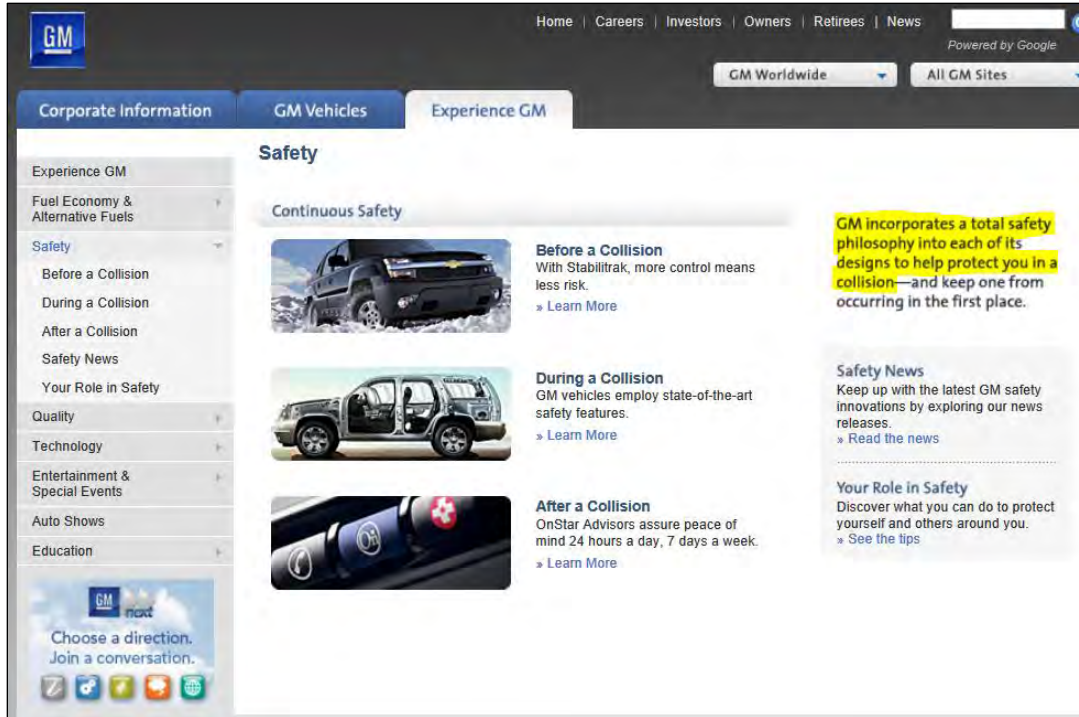 GM
Home | Careers | Investors | Owners | Retirees | News
Powered by Google
GM Worldwide
All GM Sites
Corporate Information
GM Vehicles
Experience GM
Experience GM
Fuel Economy &
Alternative Fuels
Safety
Before a Collision
During a Collision
After a Collision
Safety News
Your Role in Safety
Quality
Technology
Entertainment &
Special Events
Auto Shows
Education
GM
next
Choose a direction.
Join a conversation.
Safety
Continuous Safety
Before a Collision
With Stabilitrak, more control means
less risk.
» Learn More
During a Collision
GM vehicles employ state-of-the-art
safety features.
» Learn More
On
After a Collision
OnStar Advisors assure peace of
mind 24 hours a day, 7 days a week.
» Learn More
GM incorporates a total safety
philosophy into each of its
designs to help protect you in a
collision—and keep one from
occurring in the first place.
Safety News
Keep up with the latest GM safety
innovations by exploring our news
releases.
» Read the news
Your Role in Safety
Discover what you can do to protect
yourself and others around you.
» See the tips